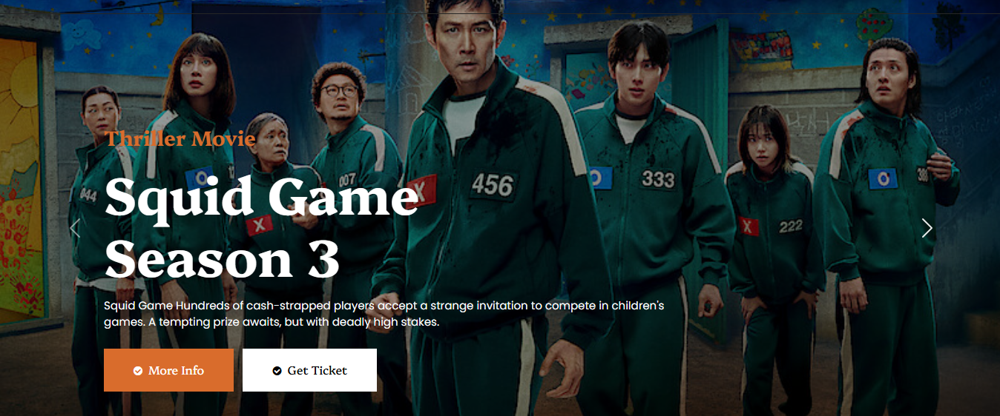 Thriller Movie
Squid Game
Season 3
Squid Game Hundreds of cash-strapped players accept a strange invitation to compete in children's
games. A tempting prize awaits, but with deadly high stakes.
More Info
Get Ticket
044
X
007
X
456
333
X
222